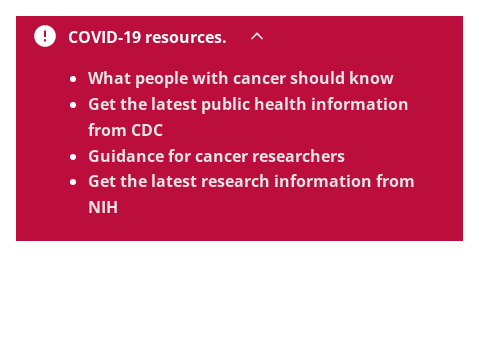 COVID-19 resources.
What people with cancer should know
Get the latest public health information
from CDC
Guidance for cancer researchers
Get the latest research information from
NIH